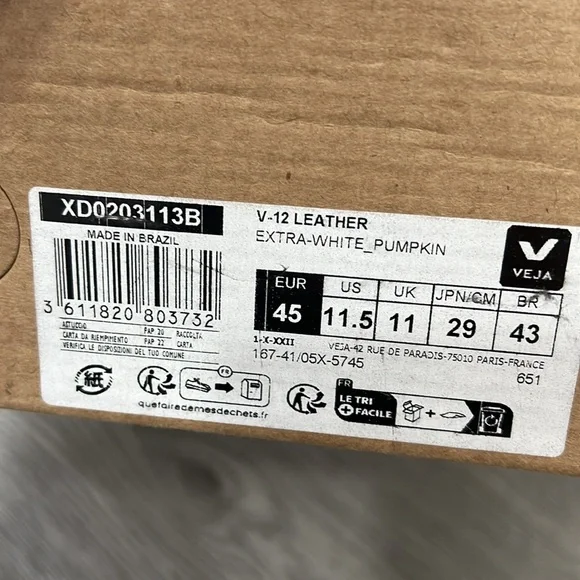 XD0203113B
MADE IN BRAZIL
3 611820 803732
ASTUCCIO PAP 20 RACCOLTA
CARTA DA RIEMPIMENTO PAP 22 CARTA
VERIFICA LE DISPOSIZIONI DEL TUO COMUNE
V-12 LEATHER
EXTRA-WHITE_PUMPKIN
VEJA
EUR US UK JPN/CM BR
45 11.5 11 29 43
1-X-XXII VEJA-42 RUE DE PARADIS-75010 PARIS-FRANCE
167-41/05X-5745 651
FR
quefairedemesdechets.fr
FR
LE TRI
+ FACILE
+